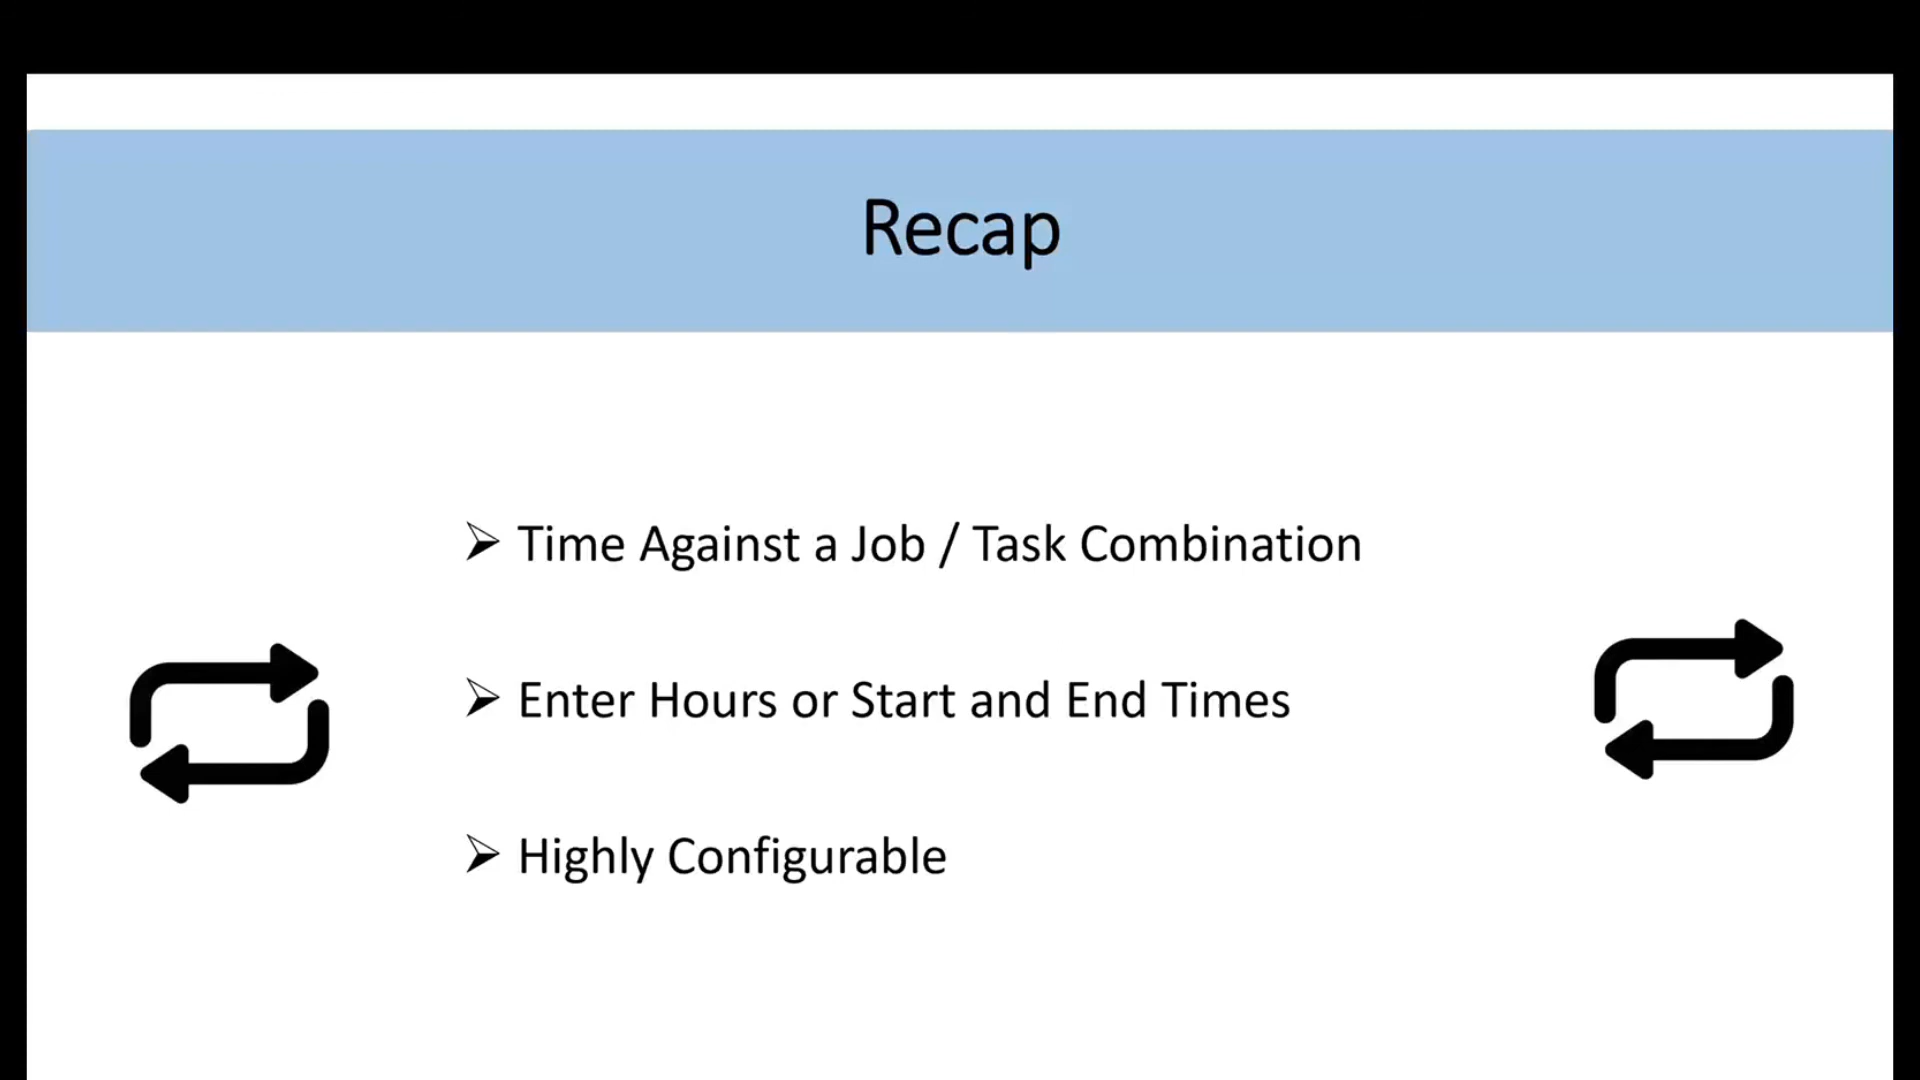 Recap
Time Against a Job / Task Combination
Enter Hours or Start and End Times
Highly Configurable